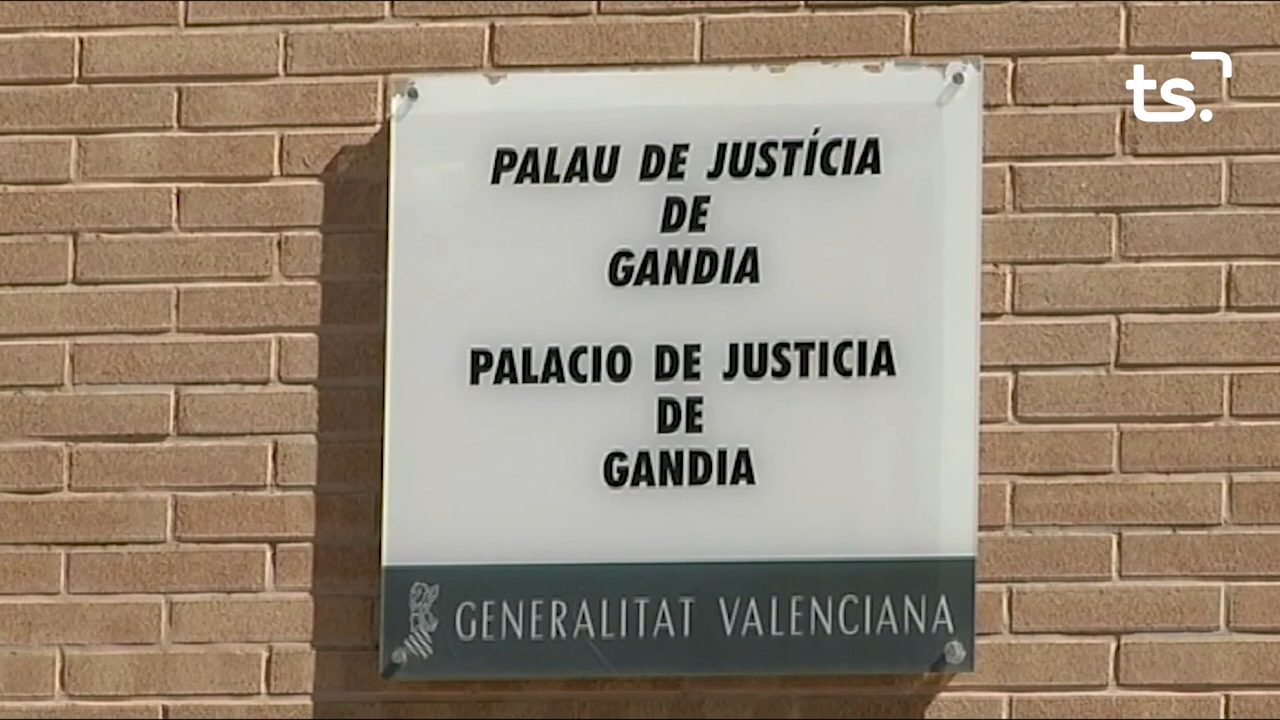 ts.
PALAU DE JUSTÍCIA
DE
GANDIA
PALACIO DE JUSTICIA
DE
GANDIA
GENERALITAT VALENCIANA